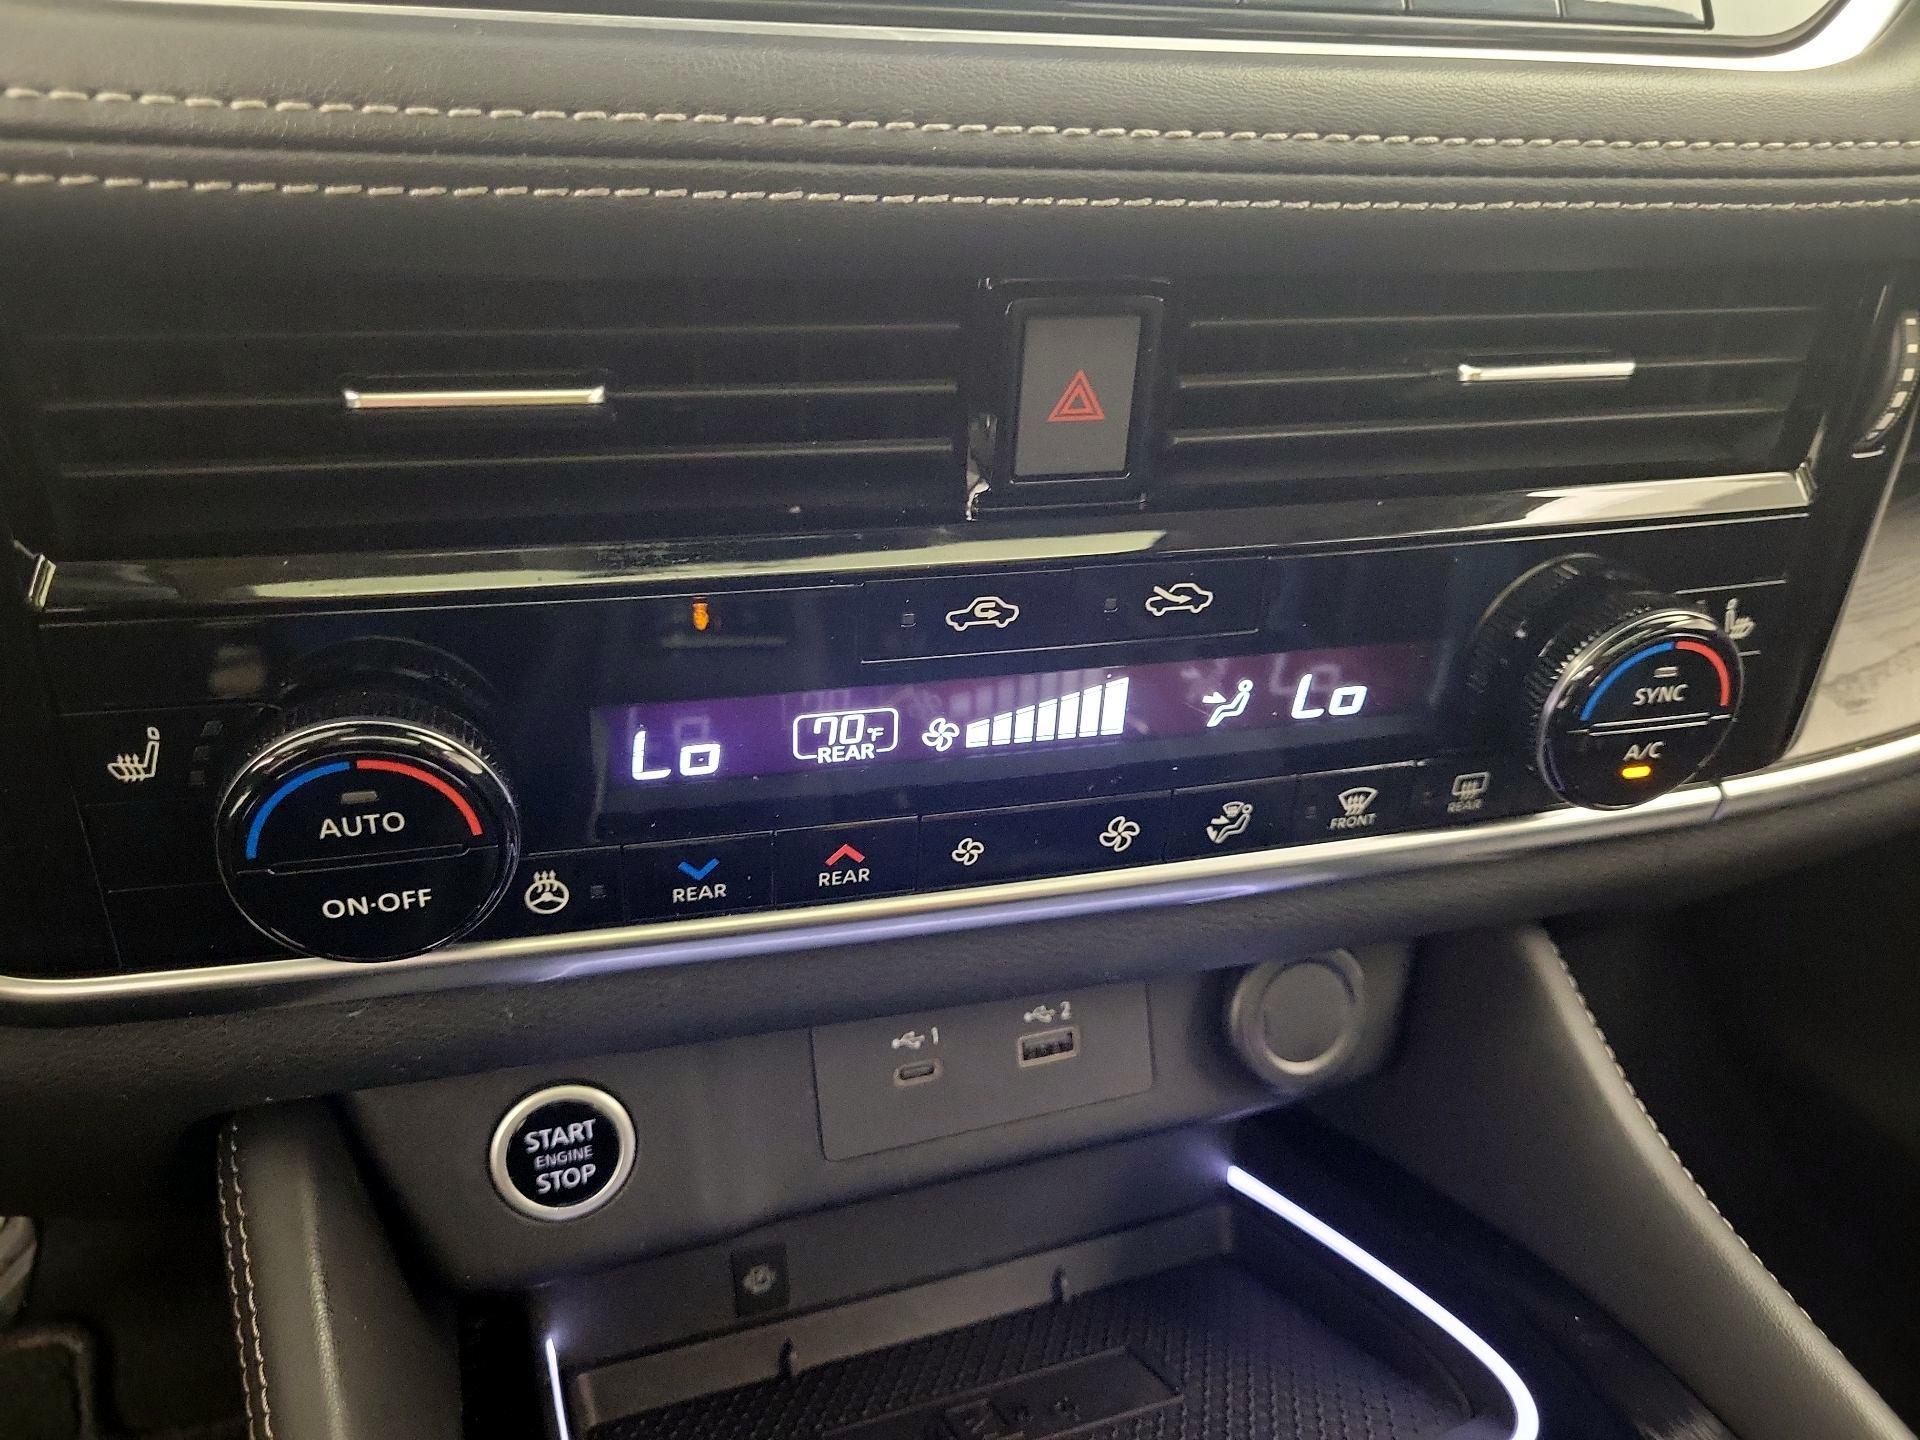 SYNC
A/C
Lo
70°F
REAR
Lo
AUTO
ON·OFF
REAR
REAR
FRONT
REAR
1
2
START
ENGINE
STOP